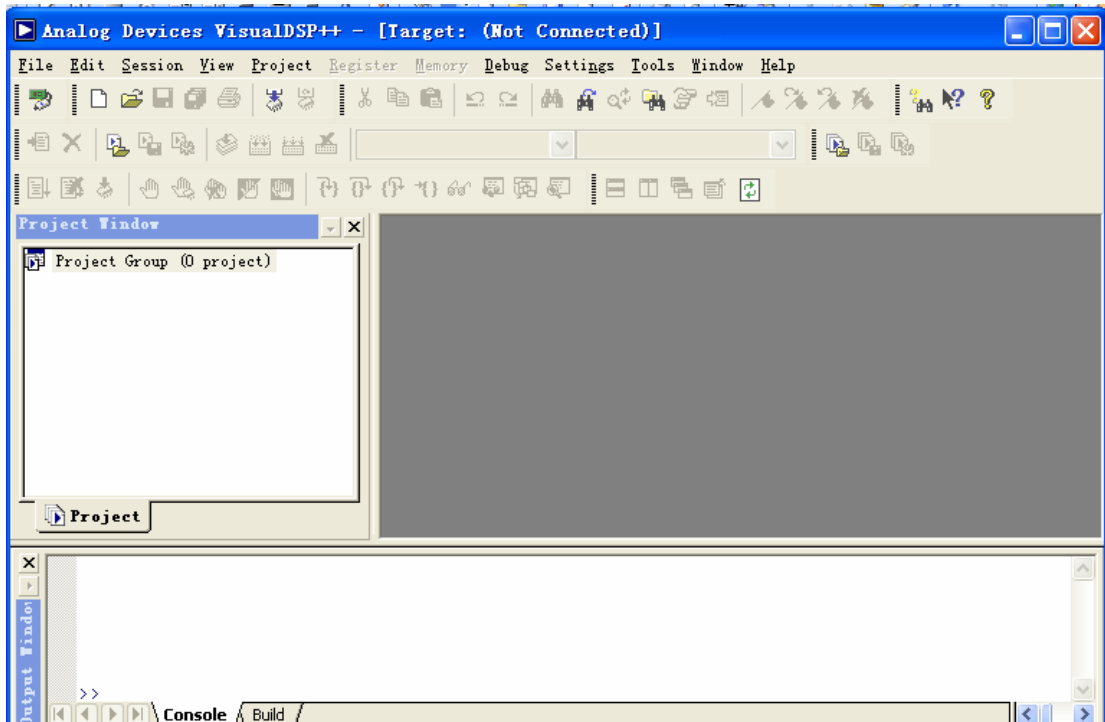 Analog Devices VisualDSP++ - [Target: (Not Connected)]
File Edit Session View Project Register Memory Debug Settings Tools Window Help
Project Window
Project Group (0 project)
Project
Output Window
>>
Console Build